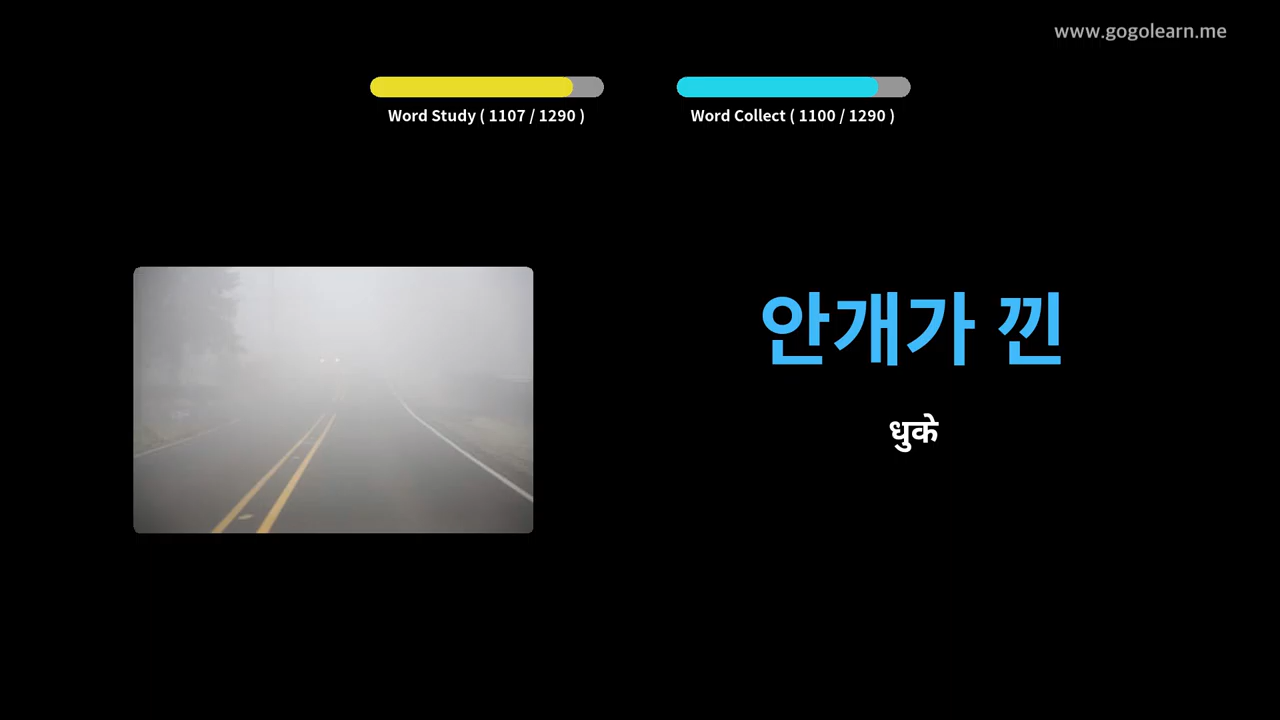 www.gogolearn.me
Word Study ( 1107 / 1290 )
Word Collect ( 1100 / 1290 )
안개가 낀
धुके